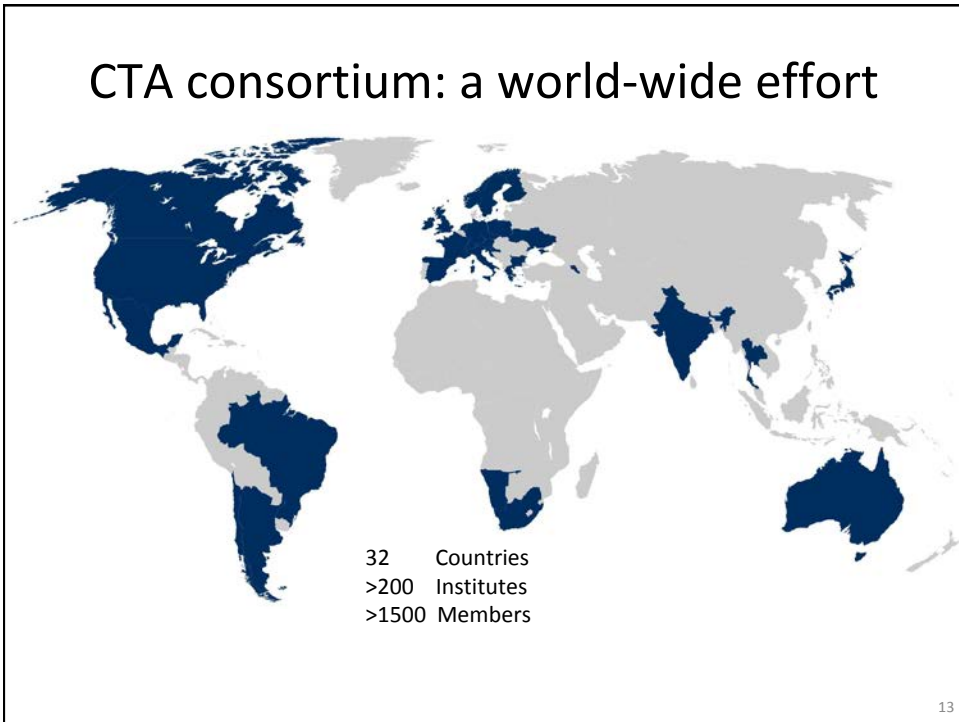 CTA consortium: a world-wide effort
32 Countries
>200 Institutes
>1500 Members
13